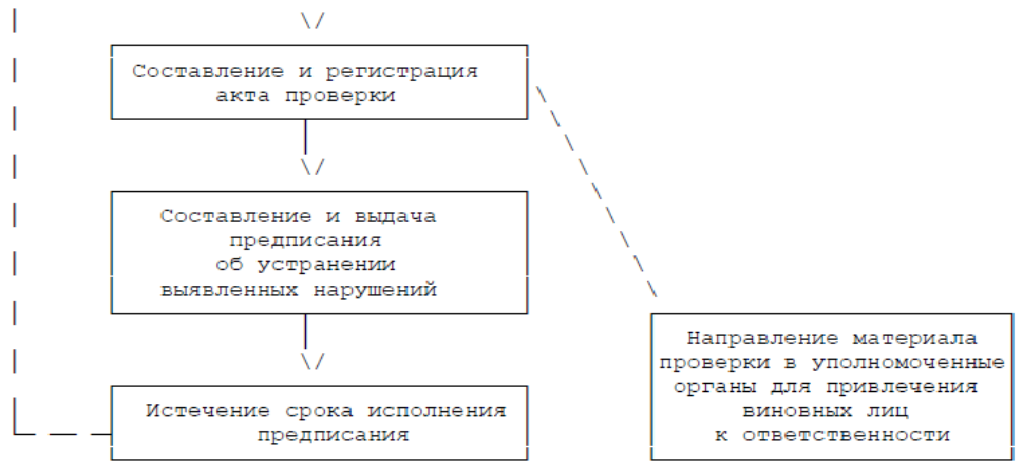 Составление и регистрация
акта проверки
Составление и выдача
предписания
об устранении
выявленных нарушений
Направление материала
проверки в уполномоченные
органы для привлечения
виновных лиц
к ответственности
Истечение срока исполнения
предписания